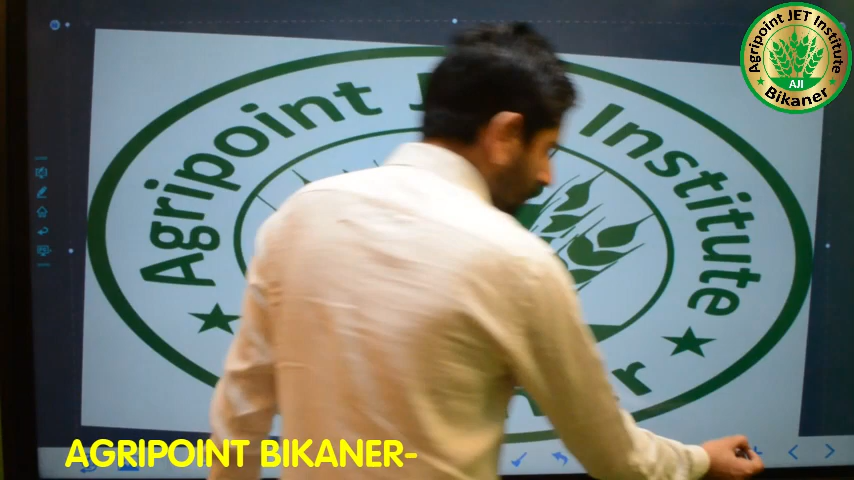 Agripoint JET Institute
AJI
Bikaner
Agripoint J
Institute
r
AGRIPOINT BIKANER-